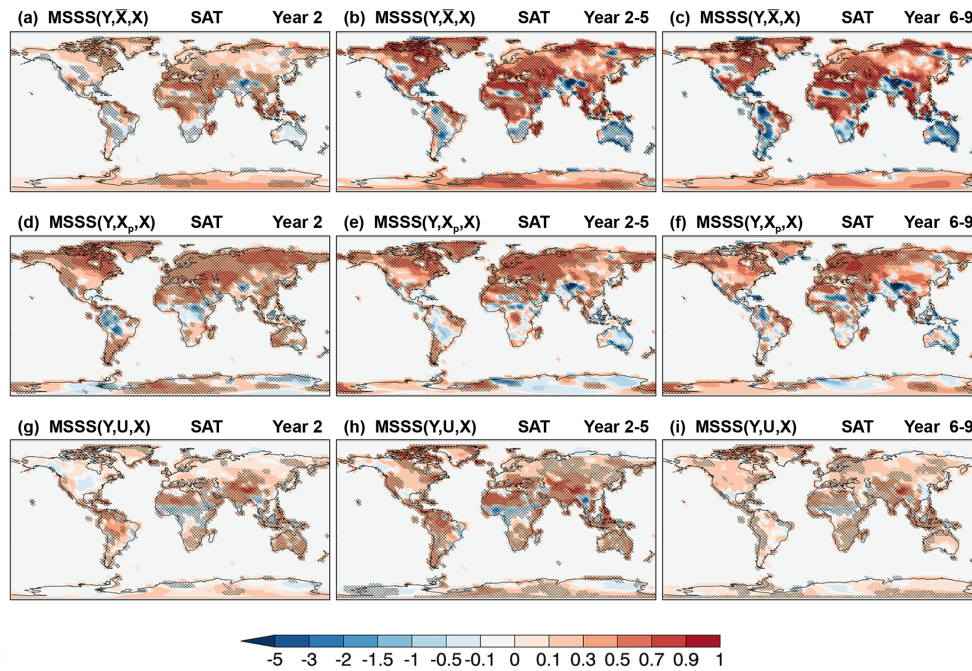 (a) MSSS(Y,X̅,X) SAT Year 2
(b) MSSS(Y,X̅,X) SAT Year 2-5
(c) MSSS(Y,X̅,X) SAT Year 6-9
(d) MSSS(Y,Xₚ,X) SAT Year 2
(e) MSSS(Y,Xₚ,X) SAT Year 2-5
(f) MSSS(Y,Xₚ,X) SAT Year 6-9
(g) MSSS(Y,U,X) SAT Year 2
(h) MSSS(Y,U,X) SAT Year 2-5
(i) MSSS(Y,U,X) SAT Year 6-9
-5 -3 -2 -1.5 -1 -0.5 -0.1 0 0.1 0.3 0.5 0.7 0.9 1